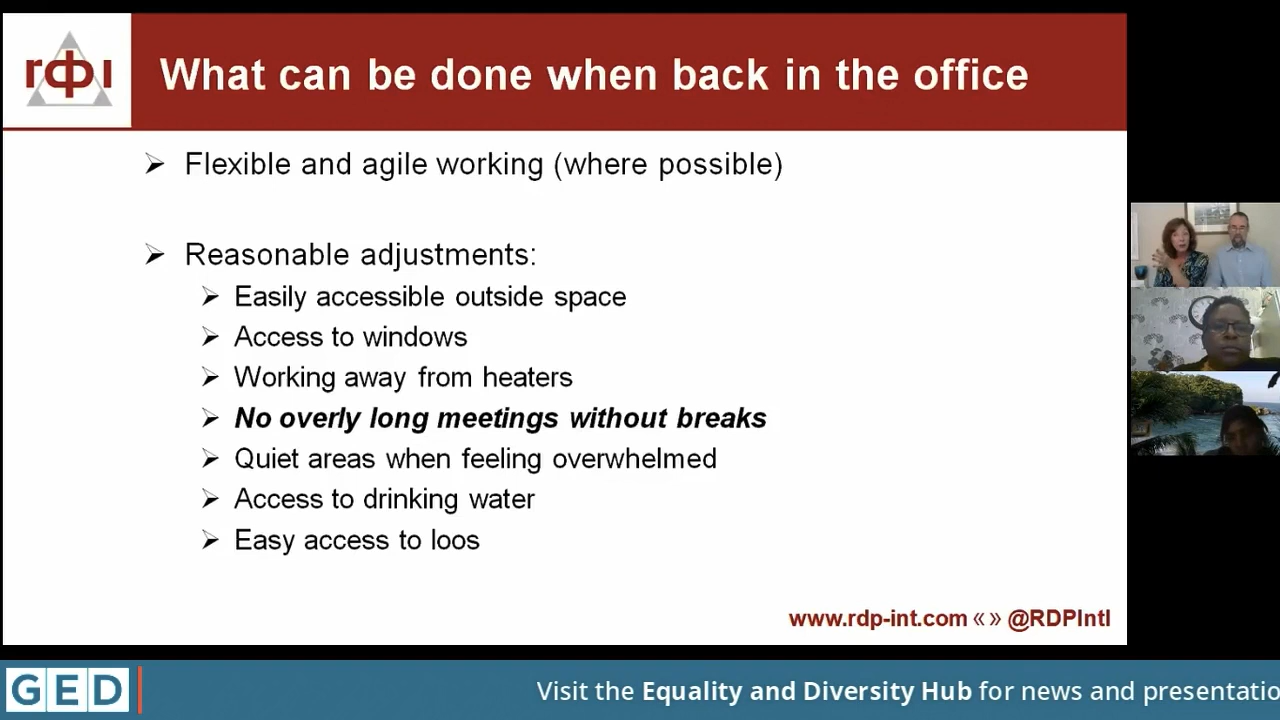 rфı
What can be done when back in the office
Flexible and agile working (where possible)
Reasonable adjustments:
Easily accessible outside space
Access to windows
Working away from heaters
No overly long meetings without breaks
Quiet areas when feeling overwhelmed
Access to drinking water
Easy access to loos
www.rdp-int.com «» @RDPIntl
GED
Visit the Equality and Diversity Hub for news and presentatio